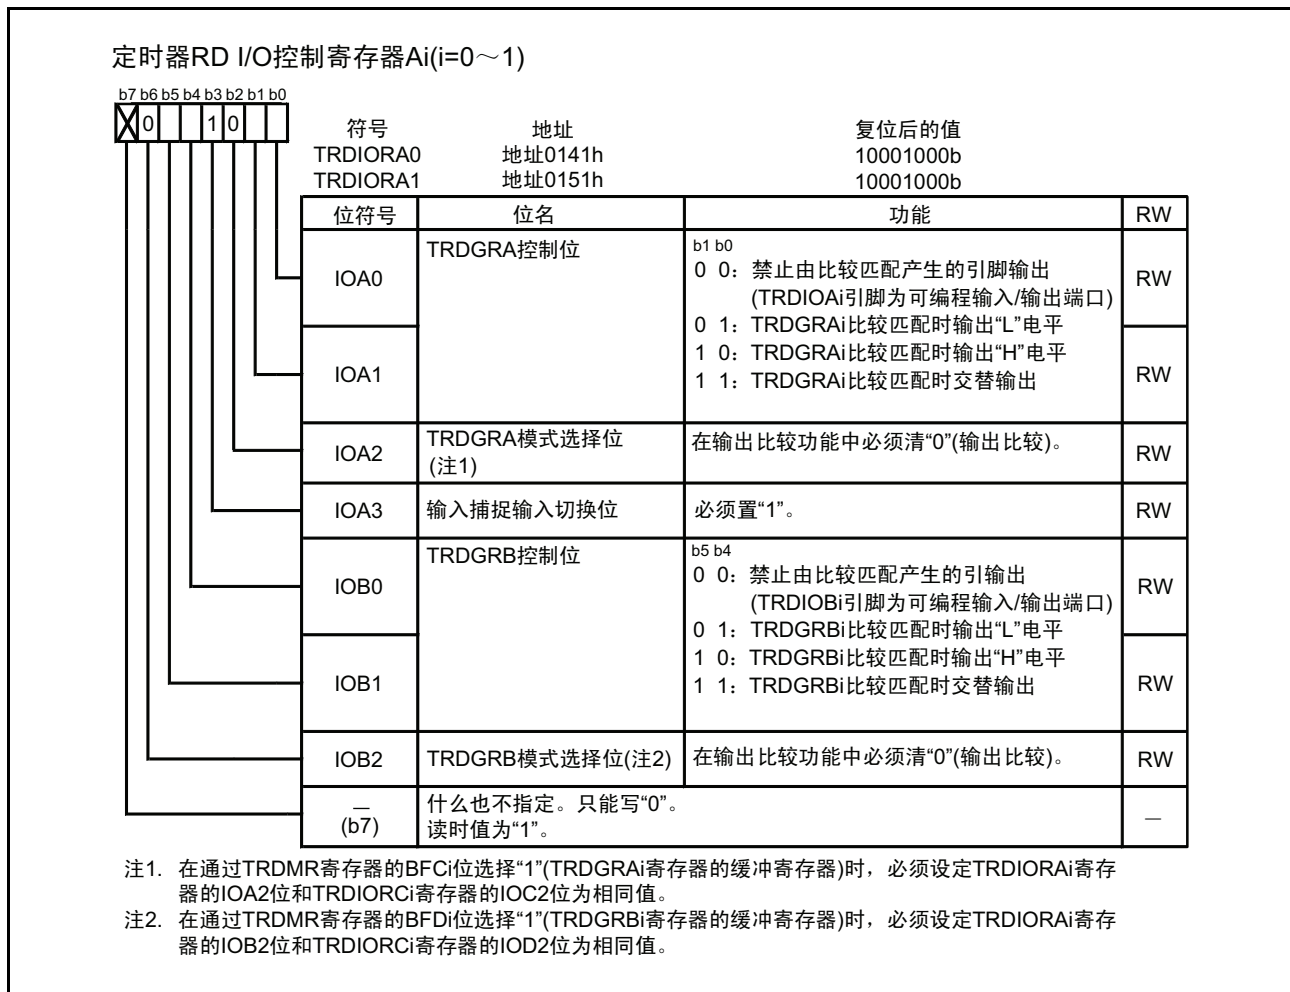 定时器RD I/O控制寄存器Ai(i=0～1)
b7 b6 b5 b4 b3 b2 b1 b0
0 1 0
符号 地址 复位后的值
TRDIORA0 地址0141h 10001000b
TRDIORA1 地址0151h 10001000b
位符号 位名 功能 RW
IOA0 TRDGRA控制位 RW
b1 b0
0 0：禁止由比较匹配产生的引脚输出
(TRDIOAi引脚为可编程输入/输出端口)
0 1：TRDGRAi比较匹配时输出“L”电平
IOA1 RW
1 0：TRDGRAi比较匹配时输出“H”电平
1 1：TRDGRAi比较匹配时交替输出
IOA2 TRDGRA模式选择位 在输出比较功能中必须清“0”(输出比较)。 RW
(注1)
IOA3 输入捕捉输入切换位 必须置“1”。 RW
IOB0 TRDGRB控制位 RW
b5 b4
0 0：禁止由比较匹配产生的引输出
(TRDIOBi引脚为可编程输入/输出端口)
0 1：TRDGRBi比较匹配时输出“L”电平
IOB1 RW
1 0：TRDGRBi比较匹配时输出“H”电平
1 1：TRDGRBi比较匹配时交替输出
IOB2 TRDGRB模式选择位(注2) 在输出比较功能中必须清“0”(输出比较)。 RW
— 什么也不指定。只能写“0”。 —
(b7) 读时值为“1”。
注1. 在通过TRDMR寄存器的BFCi位选择“1”(TRDGRAi寄存器的缓冲寄存器)时，必须设定TRDIORAi寄存
器的IOA2位和TRDIORCi寄存器的IOC2位为相同值。
注2. 在通过TRDMR寄存器的BFDi位选择“1”(TRDGRBi寄存器的缓冲寄存器)时，必须设定TRDIORAi寄存
器的IOB2位和TRDIORCi寄存器的IOD2位为相同值。